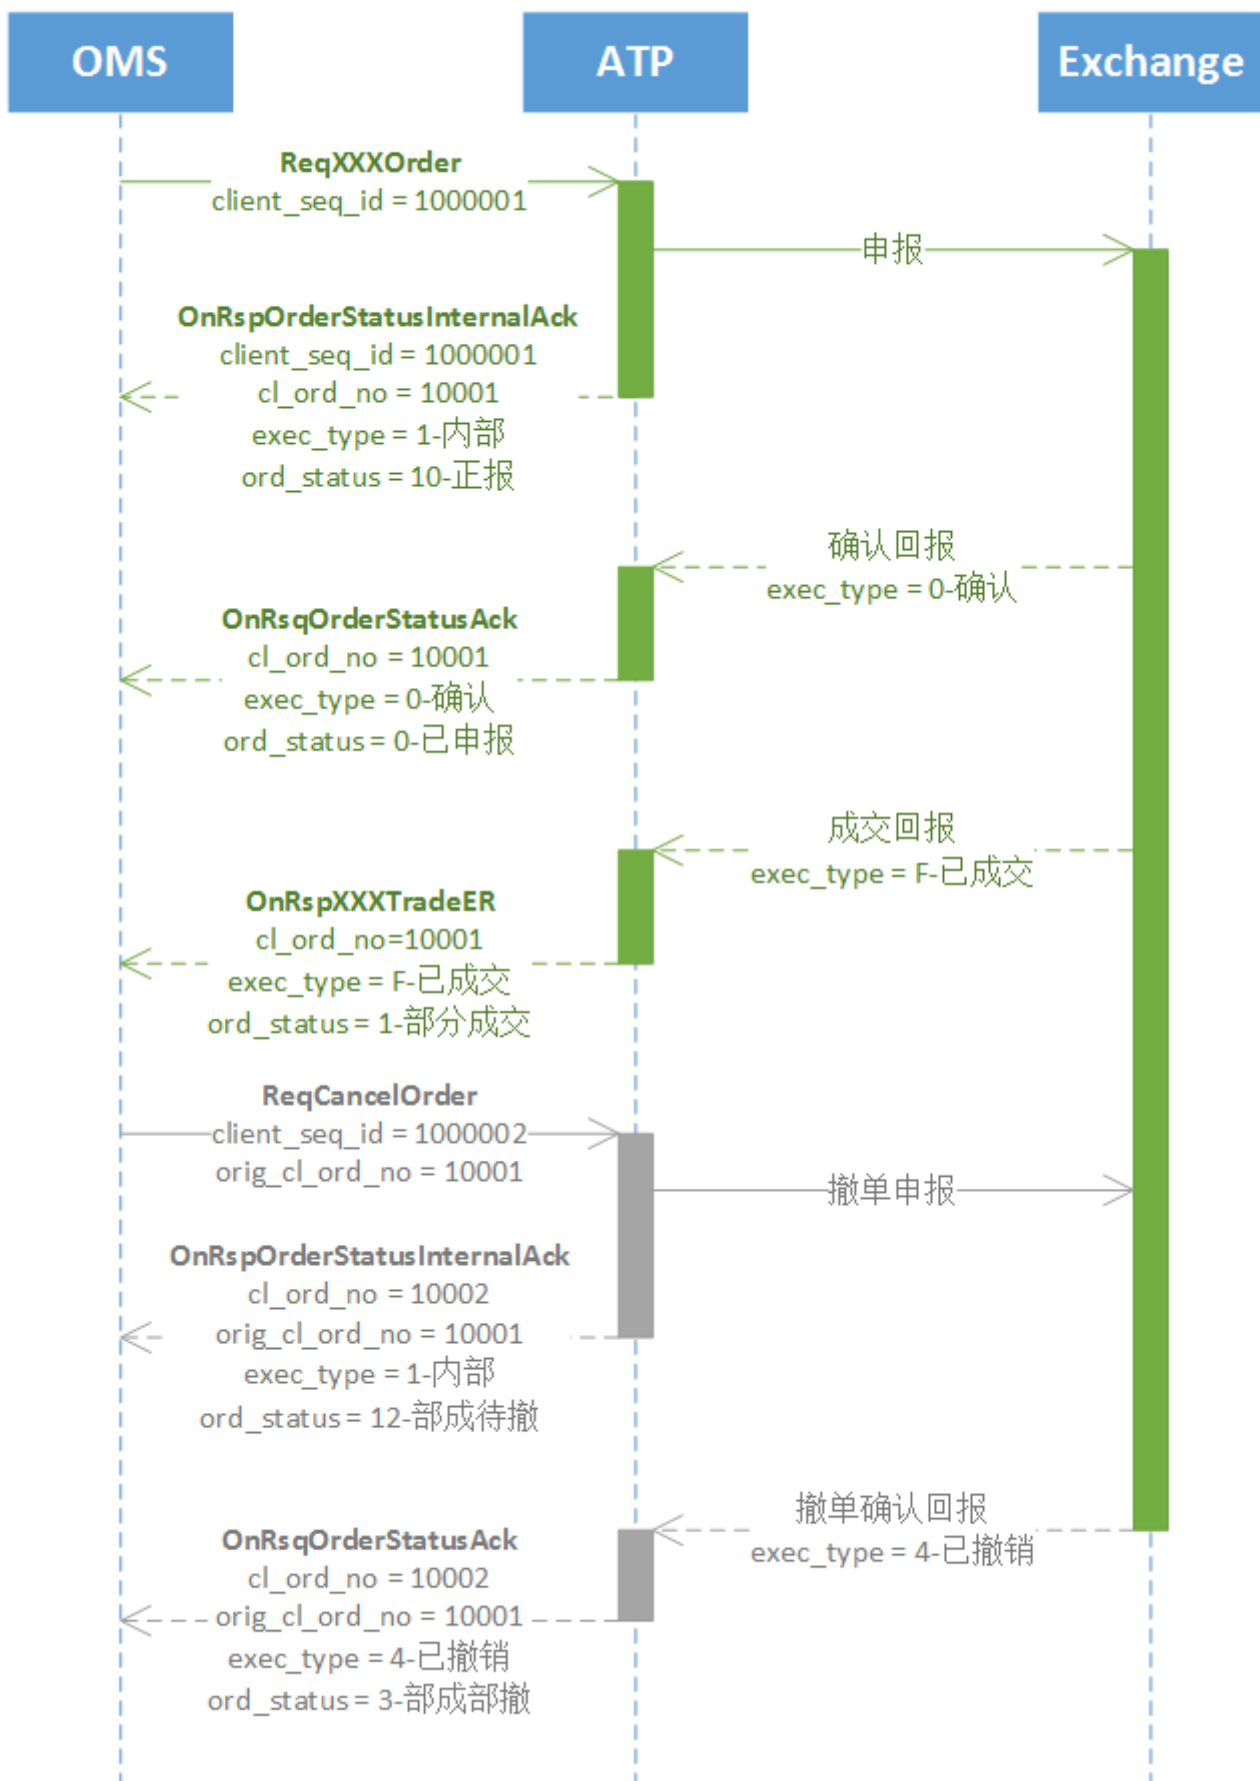 OMS
ATP
Exchange
ReqXXXOrder
client_seq_id = 1000001
申报
OnRspOrderStatusInternalAck
client_seq_id = 1000001
cl_ord_no = 10001
exec_type = 1-内部
ord_status = 10-正报
确认回报
exec_type = 0-确认
OnRsqOrderStatusAck
cl_ord_no = 10001
exec_type = 0-确认
ord_status = 0-已申报
成交回报
exec_type = F-已成交
OnRspXXXTradeER
cl_ord_no=10001
exec_type = F-已成交
ord_status = 1-部分成交
ReqCancelOrder
client_seq_id = 1000002
orig_cl_ord_no = 10001
撤单申报
OnRspOrderStatusInternalAck
cl_ord_no = 10002
orig_cl_ord_no = 10001
exec_type = 1-内部
ord_status = 12-部成待撤
撤单确认回报
exec_type = 4-已撤销
OnRsqOrderStatusAck
cl_ord_no = 10002
orig_cl_ord_no = 10001
exec_type = 4-已撤销
ord_status = 3-部成部撤